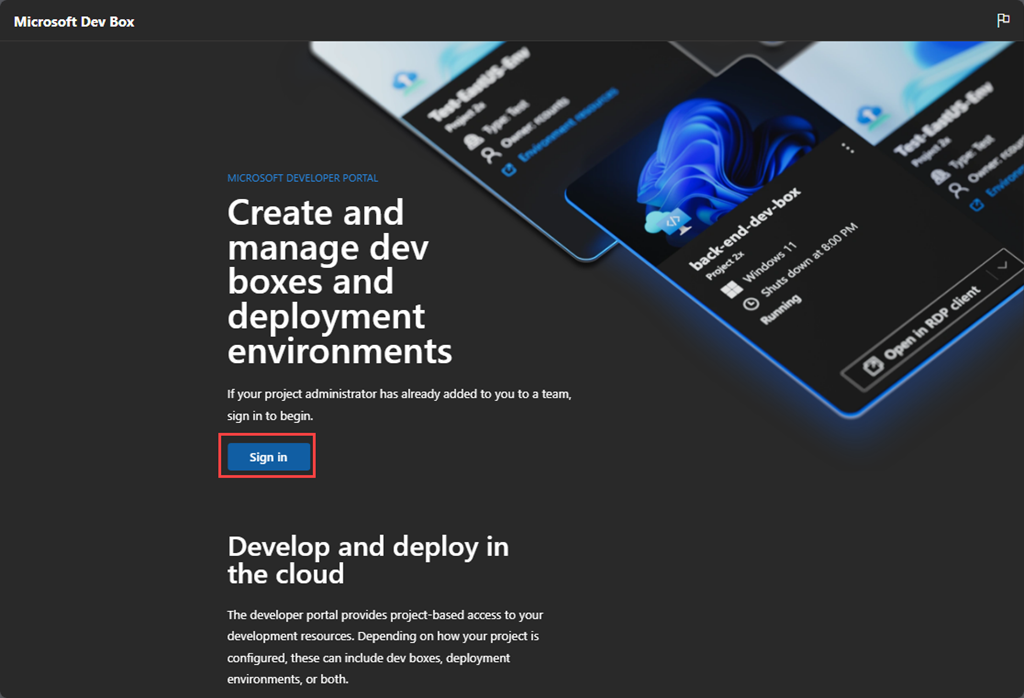 Microsoft Dev Box
Test-EastUS-Env
Project 2x
Type: Test
Owner: rcounts
Environment resources
Test-EastUS-Env
Project 2x
Type: Test
back-end-dev-box
Project 2x
Windows 11
Shuts down at 8:00 PM
Running
Open in RDP client
MICROSOFT DEVELOPER PORTAL
Create and
manage dev
boxes and
deployment
environments
If your project administrator has already added to you to a team,
sign in to begin.
Sign in
Develop and deploy in
the cloud
The developer portal provides project-based access to your
development resources. Depending on how your project is
configured, these can include dev boxes, deployment
environments, or both.